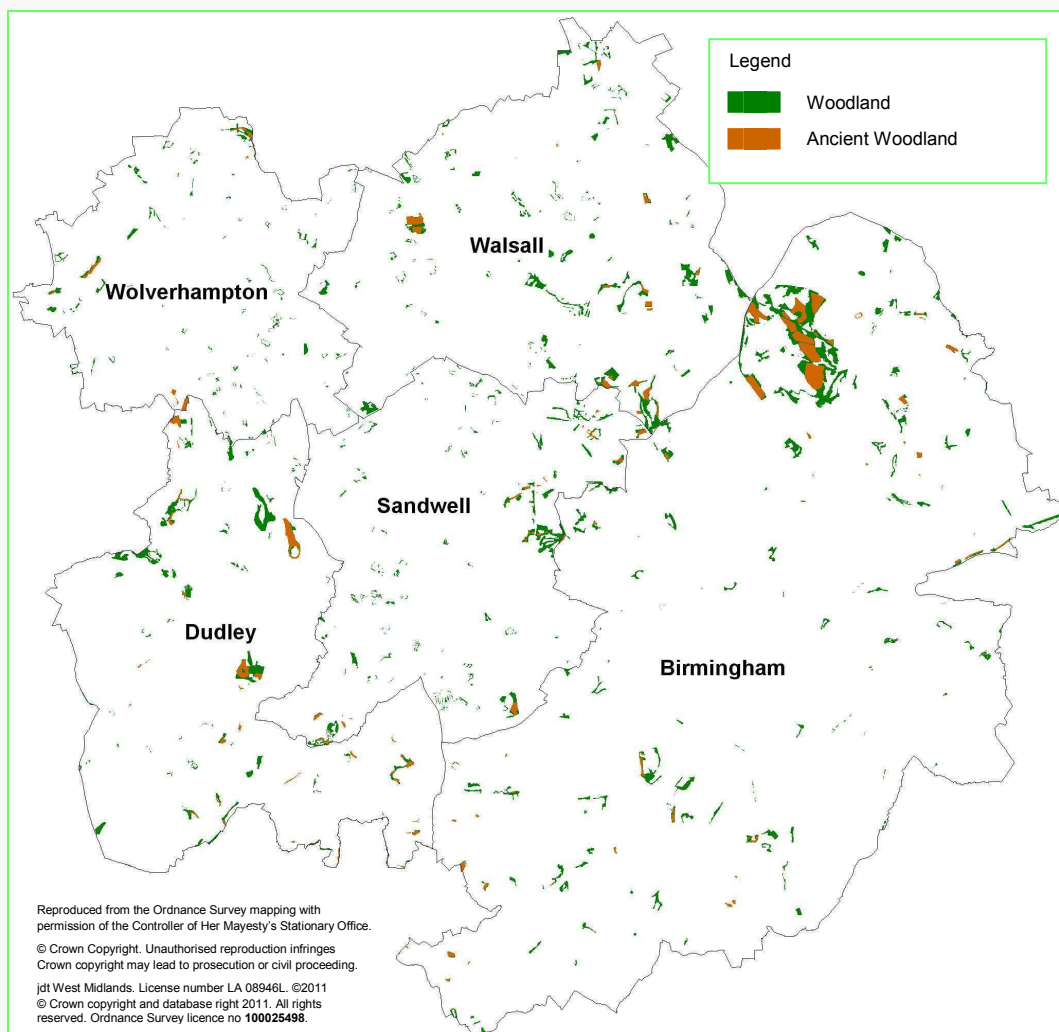 Legend
Woodland
Ancient Woodland
Walsall
Wolverhampton
Sandwell
Dudley
Birmingham
Reproduced from the Ordnance Survey mapping with
permission of the Controller of Her Mayesty's Stationary Office.
© Crown Copyright. Unauthorised reproduction infringes
Crown copyright may lead to prosecution or civil proceeding.
jdt West Midlands. License number LA 08946L. ©2011
© Crown copyright and database right 2011. All rights
reserved. Ordnance Survey licence no 100025498.